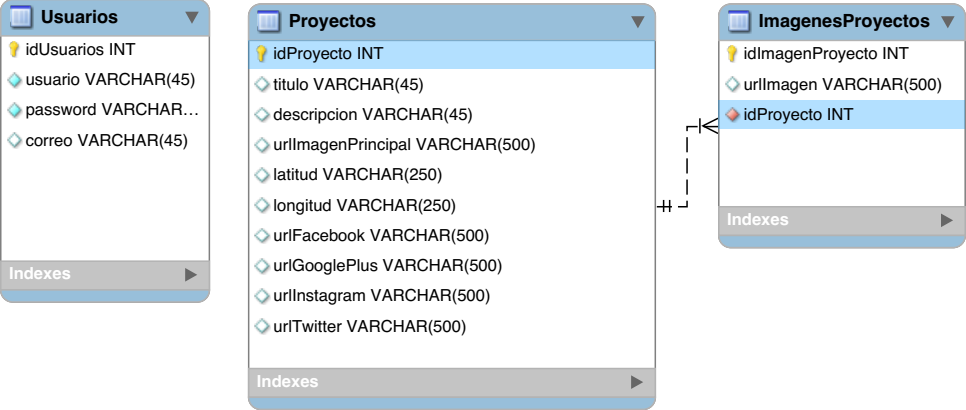 Usuarios
idUsuarios INT
usuario VARCHAR(45)
password VARCHAR...
correo VARCHAR(45)
Indexes
Proyectos
idProyecto INT
titulo VARCHAR(45)
descripcion VARCHAR(45)
urlImagenPrincipal VARCHAR(500)
latitud VARCHAR(250)
longitud VARCHAR(250)
urlFacebook VARCHAR(500)
urlGooglePlus VARCHAR(500)
urlInstagram VARCHAR(500)
urlTwitter VARCHAR(500)
Indexes
ImagenesProyectos
idImagenProyecto INT
urlImagen VARCHAR(500)
idProyecto INT
Indexes